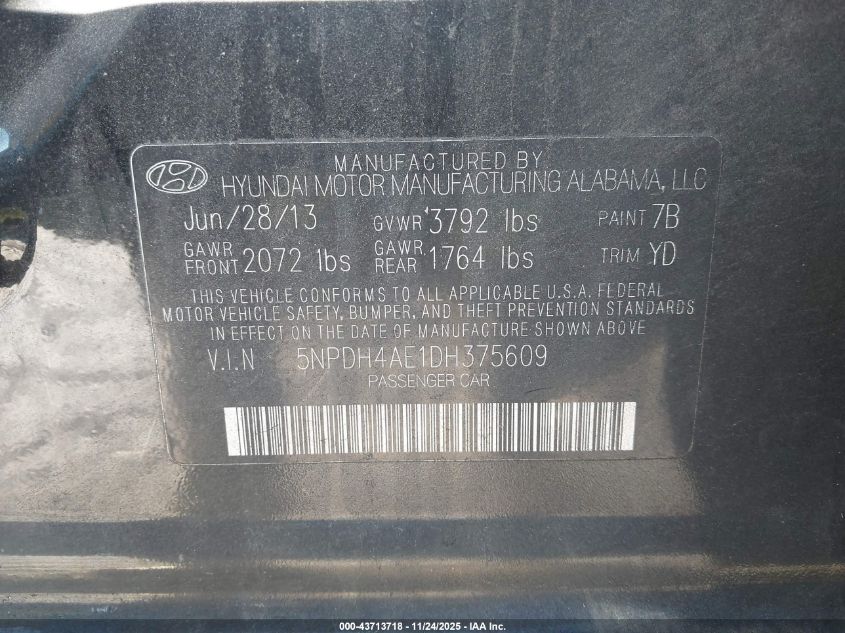 MANUFACTURED BY
HYUNDAI MOTOR MANUFACTURING ALABAMA, LLC
Jun/28/13 GVWR 3792 lbs PAINT 7B
GAWR FRONT 2072 lbs GAWR REAR 1764 lbs TRIM YD
THIS VEHICLE CONFORMS TO ALL APPLICABLE U.S.A. FEDERAL
MOTOR VEHICLE SAFETY, BUMPER, AND THEFT PREVENTION STANDARDS
IN EFFECT ON THE DATE OF MANUFACTURE SHOWN ABOVE
V.I.N 5NPDH4AE1DH375609
PASSENGER CAR
000-43713718 - 11/24/2025 - IAA Inc.